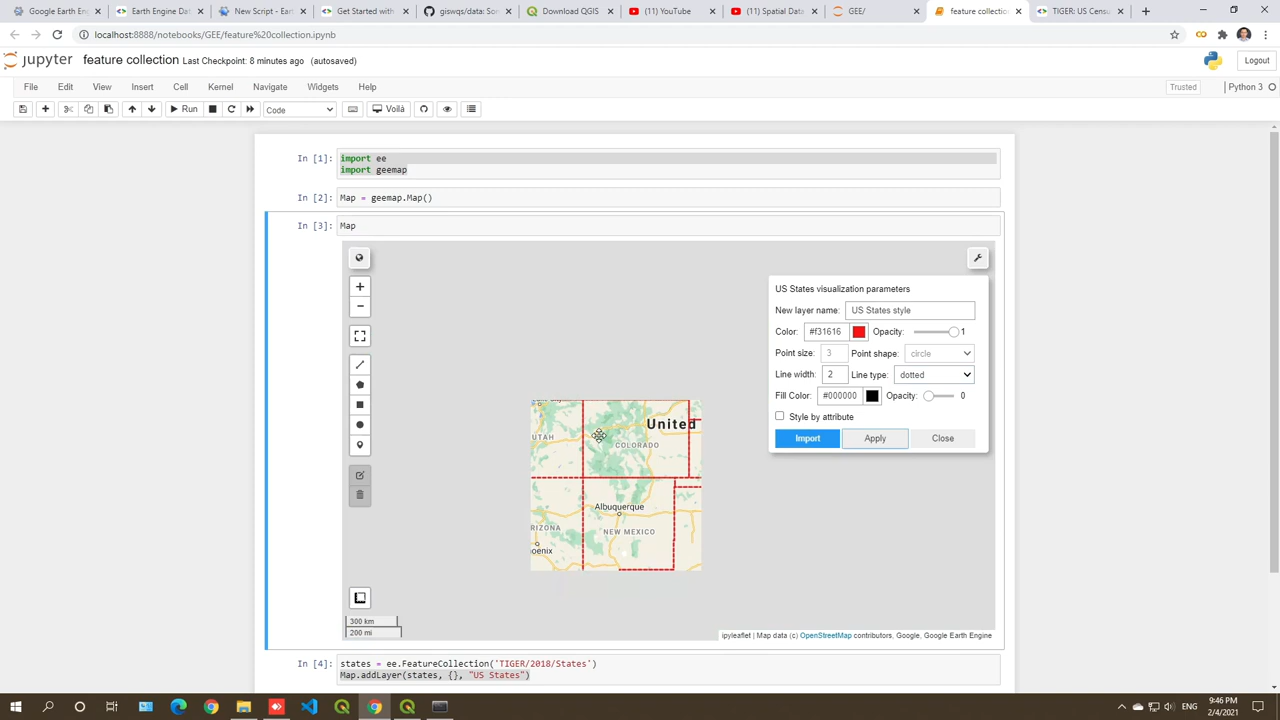 Google Earth Eng
Earth Engine Dat
New Script - Eart
Get Started with
giswqs/data: Som
Download QGIS
(11) YouTube
(11) Spatial Data
GEE/
feature collection
TIGER: US Censu
localhost:8888/notebooks/GEE/feature%20collection.ipynb
jupyter feature collection Last Checkpoint: 8 minutes ago (autosaved)
Logout
File Edit View Insert Cell Kernel Navigate Widgets Help
Trusted
Python 3
Run
Code
Voilà
In [1]: import ee
import geemap
In [2]: Map = geemap.Map()
In [3]: Map
US States visualization parameters
New layer name: US States style
Color: #f31616 Opacity: 1
Point size: 3 Point shape: circle
Line width: 2 Line type: dotted
Fill Color: #000000 Opacity: 0
Style by attribute
Import Apply Close
United
UTAH
COLORADO
Albuquerque
RIZONA
NEW MEXICO
oenix
300 km
200 mi
ipyleaflet | Map data (c) OpenStreetMap contributors, Google, Google Earth Engine
In [4]: states = ee.FeatureCollection('TIGER/2018/States')
Map.addLayer(states, {}, "US States")
9:46 PM
2/4/2021